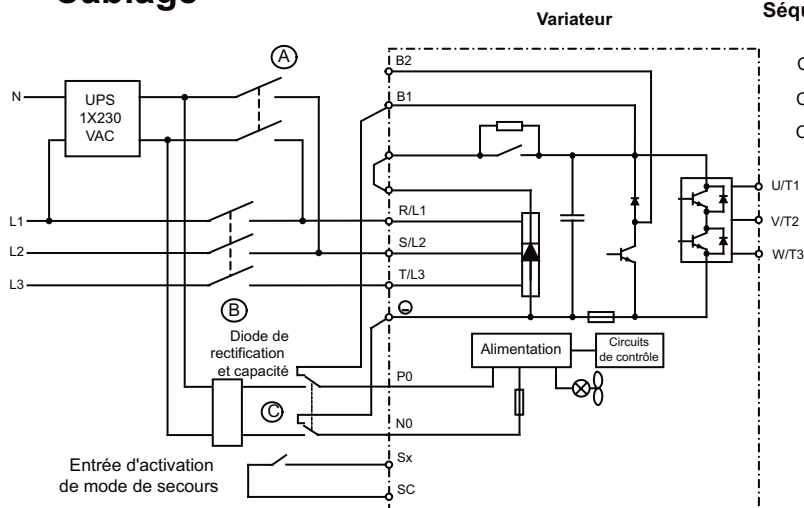 Câblage
Variateur
Séqu
A
B2
C
N
UPS
1X230
VAC
B1
C
C
U/T1
L1
R/L1
V/T2
L2
S/L2
W/T3
L3
T/L3
B
Diode de
rectification
et capacité
Alimentation
Circuits
de contrôle
P0
C
N0
Entrée d'activation
de mode de secours
Sx
SC